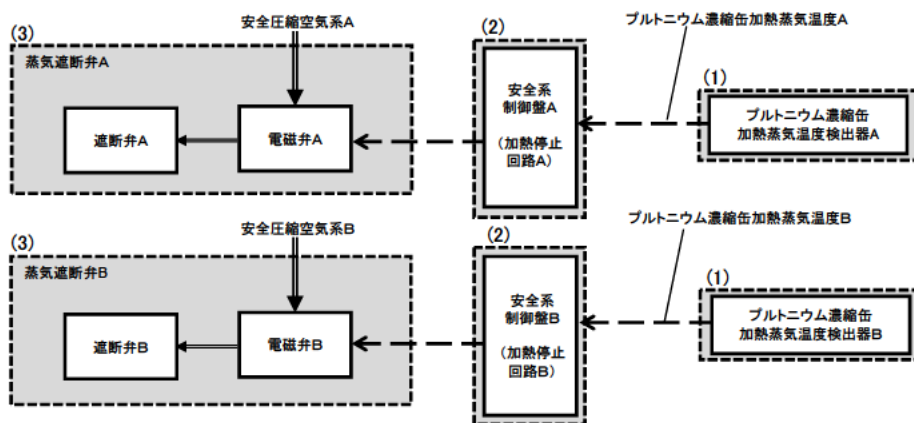 安全圧縮空気系A
プルトニウム濃縮缶加熱蒸気温度A
(3)
(2)
(1)
蒸気遮断弁A
遮断弁A
電磁弁A
安全系
制御盤A
(加熱停止
回路A)
プルトニウム濃縮缶
加熱蒸気温度検出器A
安全圧縮空気系B
プルトニウム濃縮缶加熱蒸気温度B
(3)
(2)
(1)
蒸気遮断弁B
遮断弁B
電磁弁B
安全系
制御盤B
(加熱停止
回路B)
プルトニウム濃縮缶
加熱蒸気温度検出器B